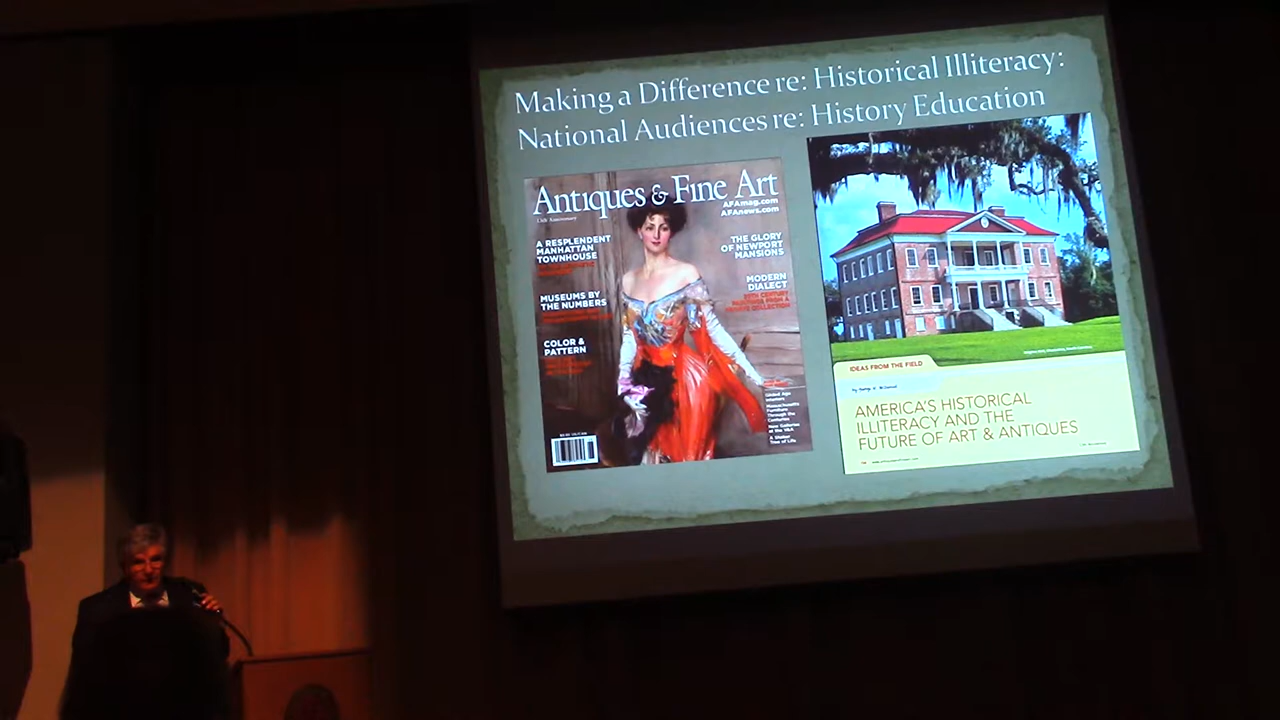 Making a Difference re: Historical Illiteracy:
National Audiences re: History Education
Antiques & Fine Art
AFAmag.com
AFAnews.com
A RESPLENDENT
MANHATTAN
TOWNHOUSE
MUSEUMS BY
THE NUMBERS
COLOR &
PATTERN
THE GLORY
OF NEWPORT
MANSIONS
MODERN
DIALECT
IDEAS FROM THE FIELD
AMERICA'S HISTORICAL
ILLITERACY AND THE
FUTURE OF ART & ANTIQUES